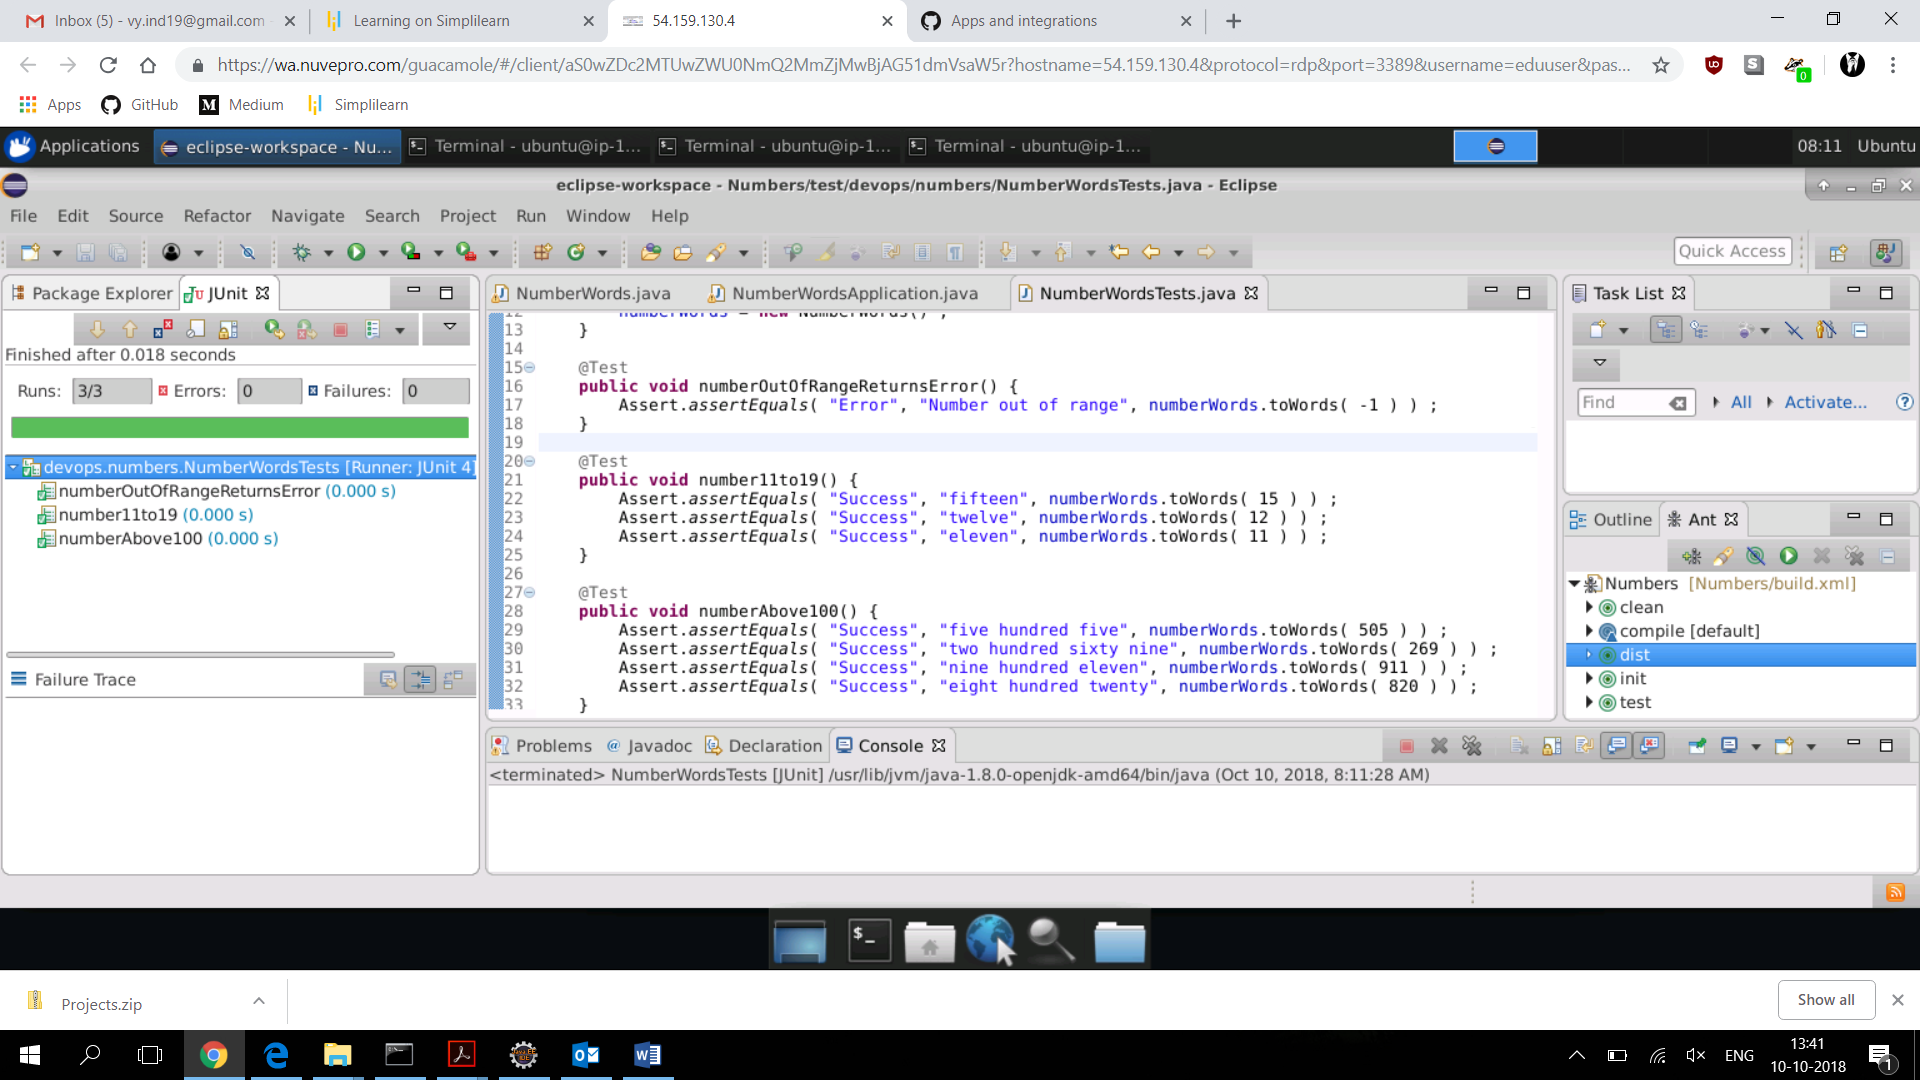 Inbox (5) - vy.ind19@gmail.com
Learning on Simplilearn
54.159.130.4
Apps and integrations
https://wa.nuvepro.com/guacamole/#/client/aS0wZDc2MTUwZWU0NmQ2MmZjMwBjAG51dmVsaW5r?hostname=54.159.130.4&protocol=rdp&port=3389&username=eduuser&pas...
Apps GitHub Medium Simplilearn
Applications eclipse-workspace - Nu... Terminal - ubuntu@ip-1... Terminal - ubuntu@ip-1... Terminal - ubuntu@ip-1... 08:11 Ubuntu
eclipse-workspace - Numbers/test/devops/numbers/NumberWordsTests.java - Eclipse
File Edit Source Refactor Navigate Search Project Run Window Help
Quick Access
Package Explorer JUnit
Finished after 0.018 seconds
Runs: 3/3 Errors: 0 Failures: 0
devops.numbers.NumberWordsTests [Runner: JUnit 4]
numberOutOfRangeReturnsError (0.000 s)
number11to19 (0.000 s)
numberAbove100 (0.000 s)
Failure Trace
NumberWords.java NumberWordsApplication.java NumberWordsTests.java
12 numberWords = new NumberWords() ;
13 }
14
15 @Test
16 public void numberOutOfRangeReturnsError() {
17 Assert.assertEquals( "Error", "Number out of range", numberWords.toWords( -1 ) ) ;
18 }
19
20 @Test
21 public void number11to19() {
22 Assert.assertEquals( "Success", "fifteen", numberWords.toWords( 15 ) ) ;
23 Assert.assertEquals( "Success", "twelve", numberWords.toWords( 12 ) ) ;
24 Assert.assertEquals( "Success", "eleven", numberWords.toWords( 11 ) ) ;
25 }
26
27 @Test
28 public void numberAbove100() {
29 Assert.assertEquals( "Success", "five hundred five", numberWords.toWords( 505 ) ) ;
30 Assert.assertEquals( "Success", "two hundred sixty nine", numberWords.toWords( 269 ) ) ;
31 Assert.assertEquals( "Success", "nine hundred eleven", numberWords.toWords( 911 ) ) ;
32 Assert.assertEquals( "Success", "eight hundred twenty", numberWords.toWords( 820 ) ) ;
33 }
Task List
Find All Activate...
Outline Ant
Numbers [Numbers/build.xml]
clean
compile [default]
dist
init
test
Problems Javadoc Declaration Console
<terminated> NumberWordsTests [JUnit] /usr/lib/jvm/java-1.8.0-openjdk-amd64/bin/java (Oct 10, 2018, 8:11:28 AM)
Projects.zip
Show all
ENG
13:41
10-10-2018
1